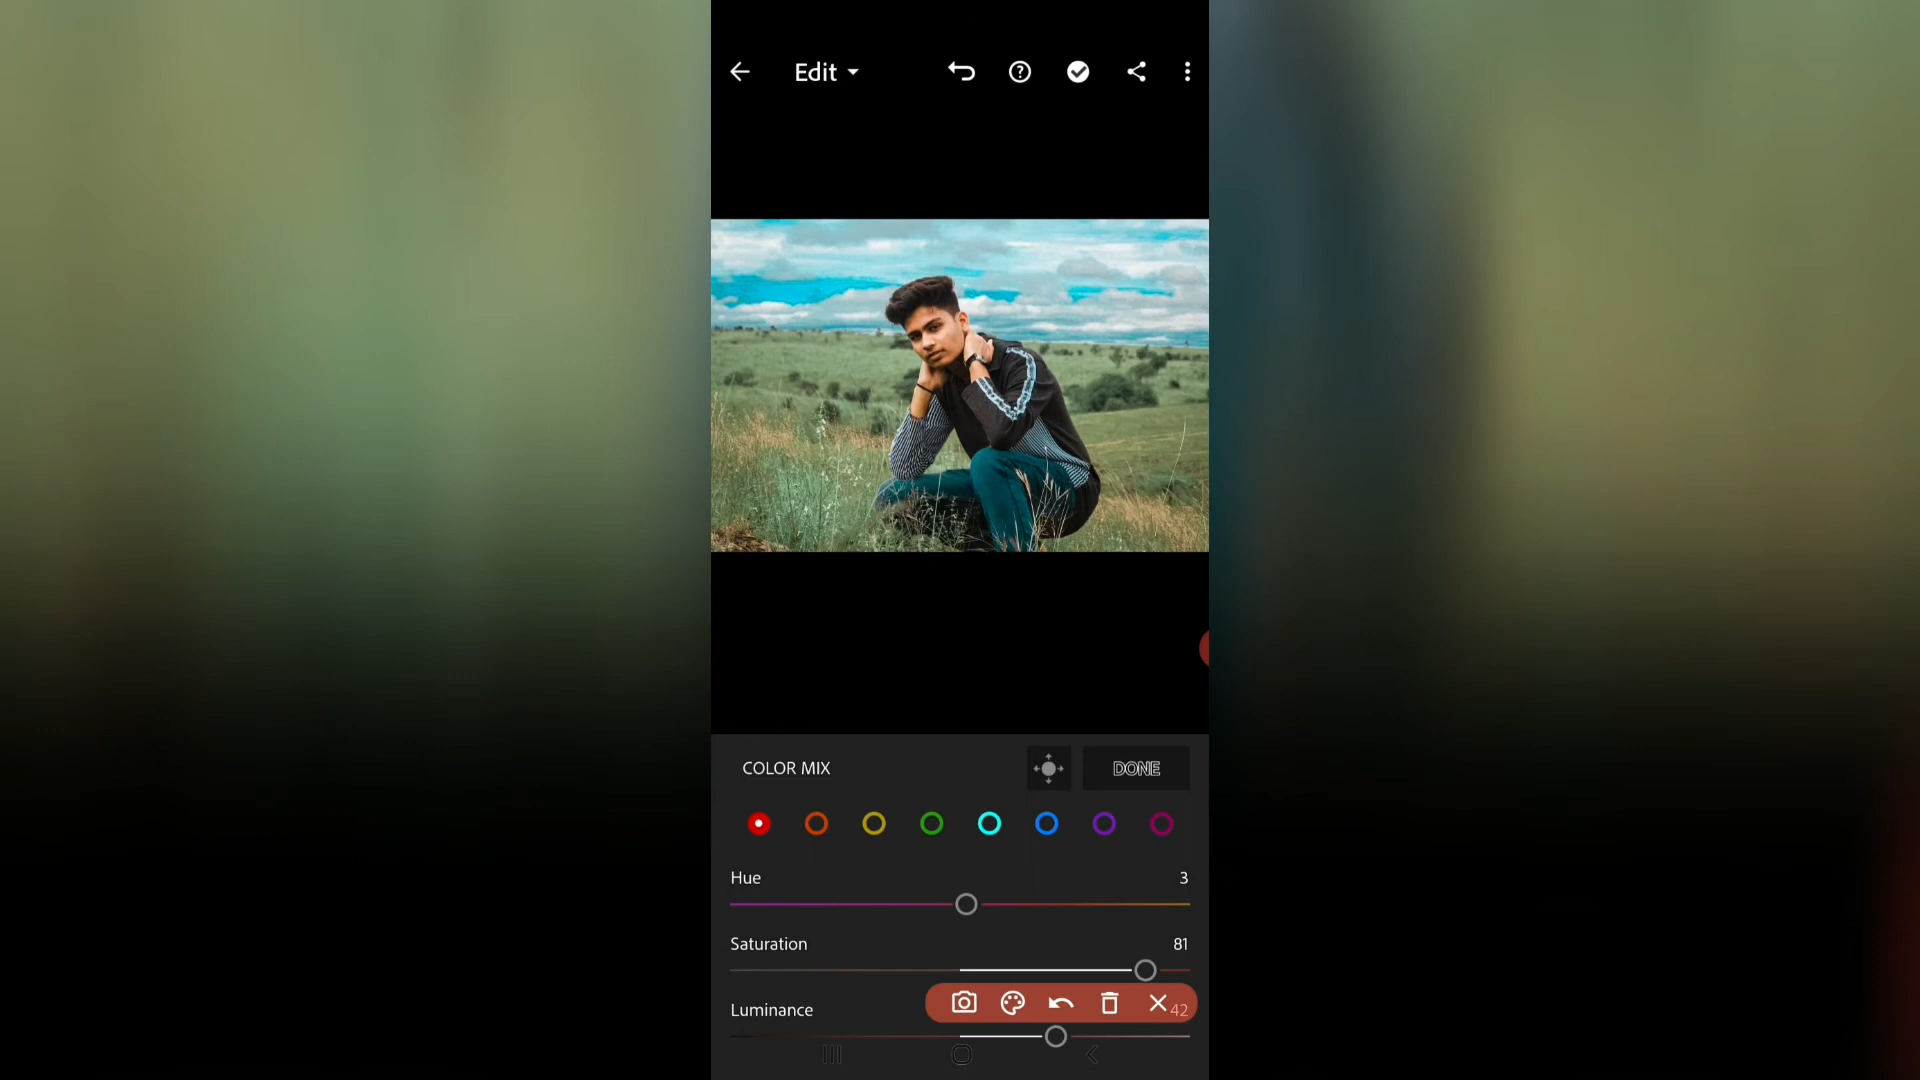 Edit
COLOR MIX
DONE
Hue 3
Saturation 81
Luminance 42